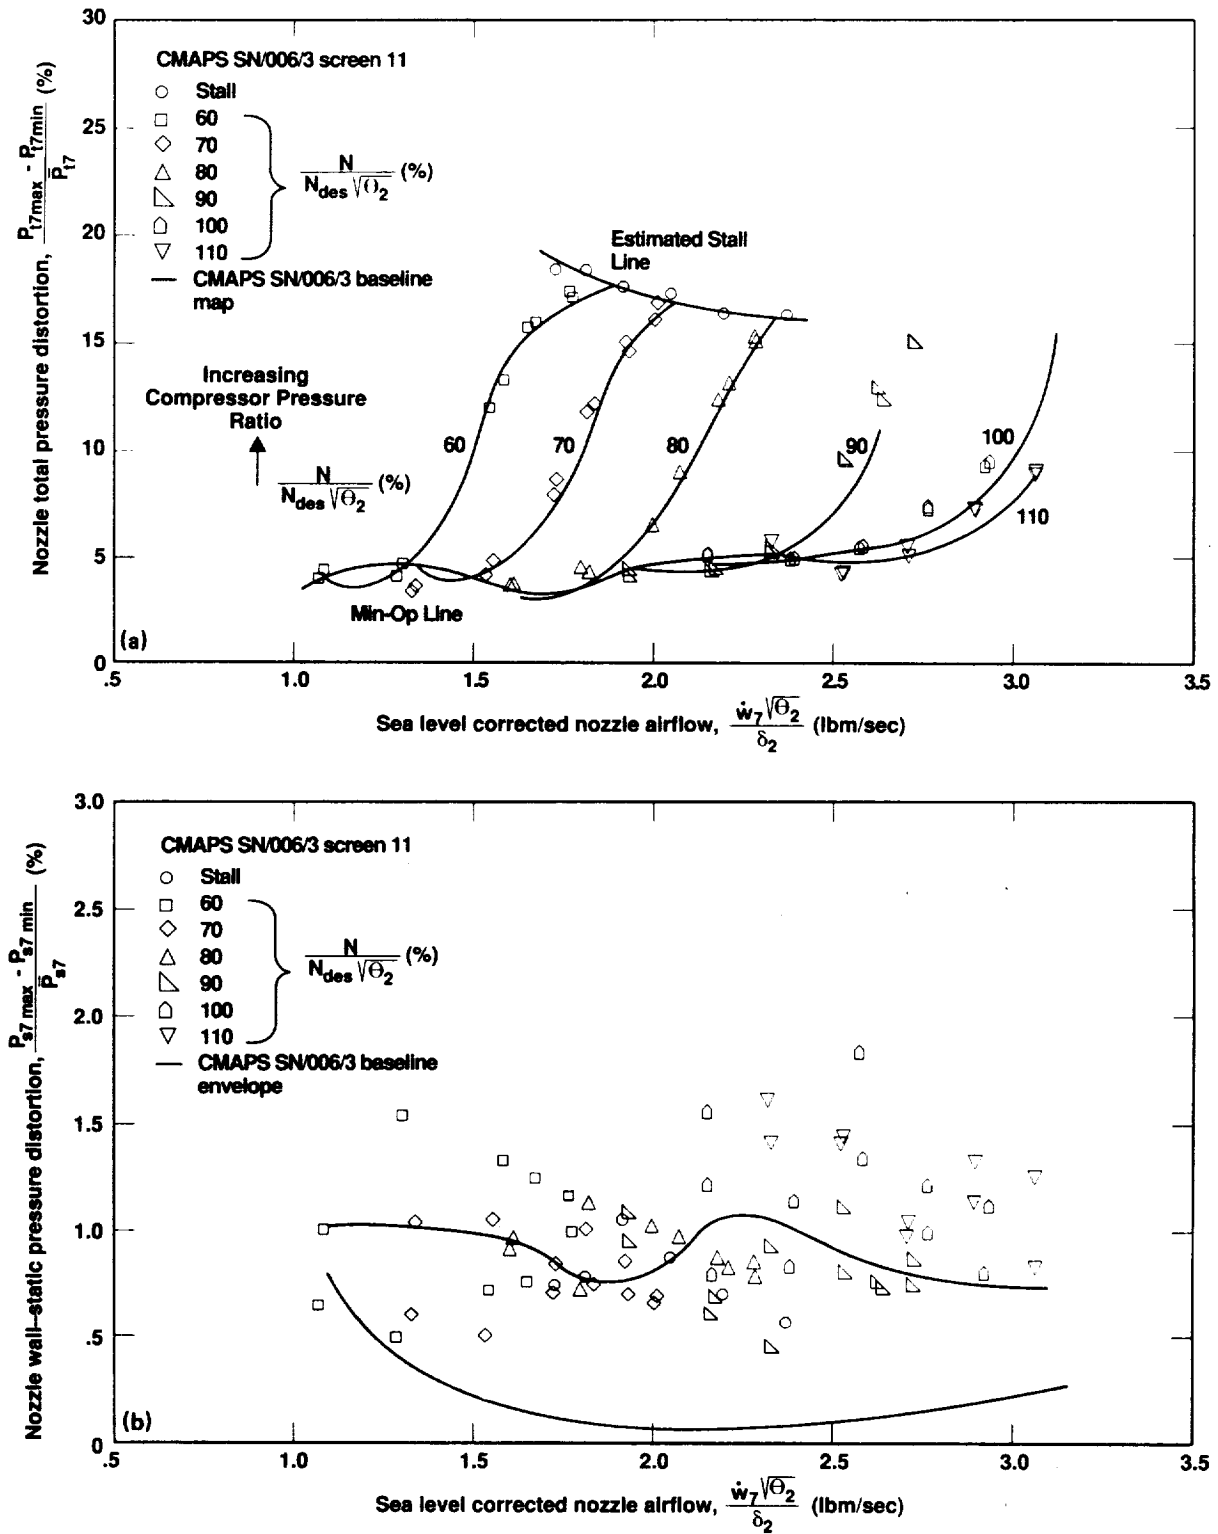 30
25
20
15
10
5
0
Nozzle total pressure distortion, (P_t7max - P_t7min) / P̄_t7 (%)
CMAPS SN/006/3 screen 11
Stall
60
70
80
90
100
110
N / (N_des √Θ_2) (%)
CMAPS SN/006/3 baseline
map
Estimated Stall
Line
Increasing
Compressor Pressure
Ratio
N / (N_des √Θ_2) (%)
60
70
80
90
100
110
Min-Op Line
(a)
.5
1.0
1.5
2.0
2.5
3.0
3.5
Sea level corrected nozzle airflow, ẇ_7 √Θ_2 / δ_2 (lbm/sec)
3.0
2.5
2.0
1.5
1.0
.5
0
Nozzle wall–static pressure distortion, (P_s7 max - P_s7 min) / P̄_s7 (%)
CMAPS SN/006/3 screen 11
Stall
60
70
80
90
100
110
N / (N_des √Θ_2) (%)
CMAPS SN/006/3 baseline
envelope
(b)
.5
1.0
1.5
2.0
2.5
3.0
3.5
Sea level corrected nozzle airflow, ẇ_7 √Θ_2 / δ_2 (lbm/sec)